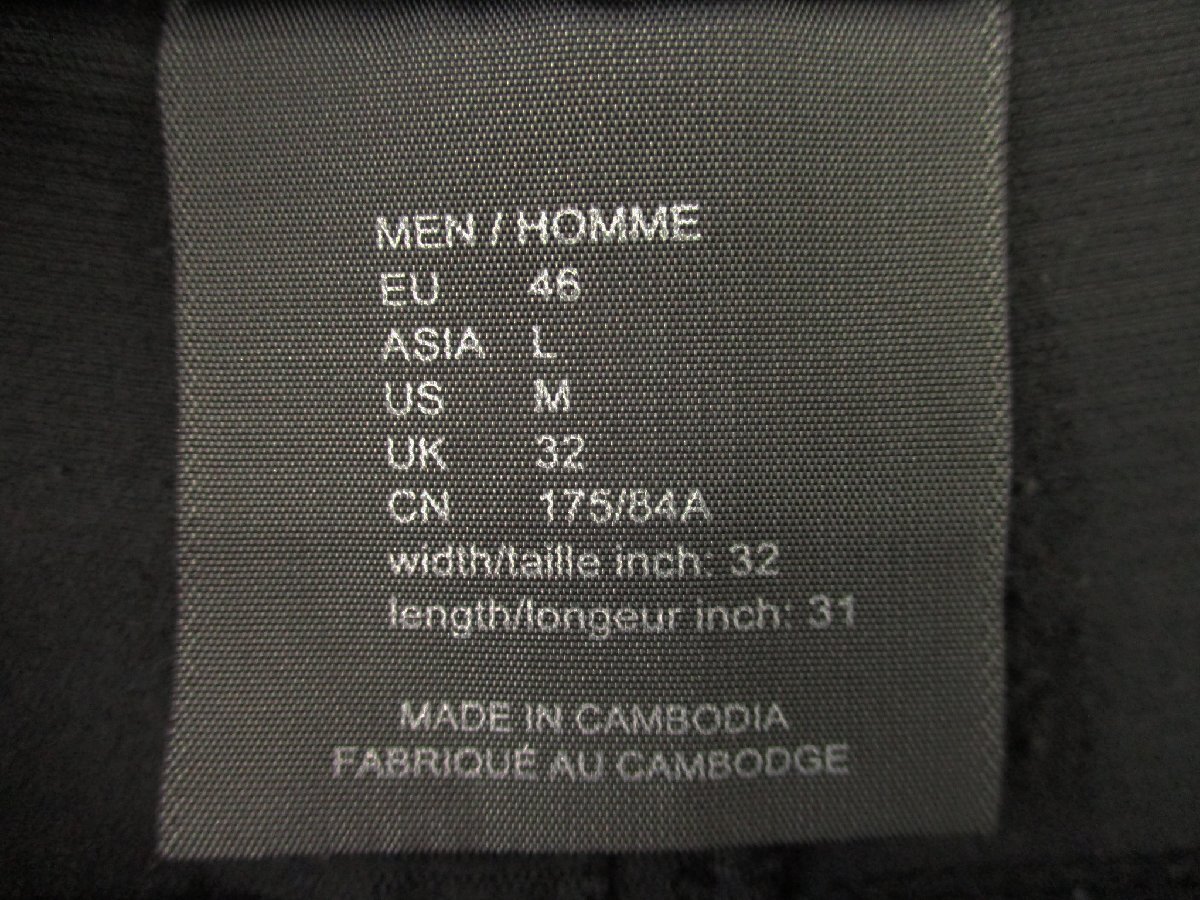 MEN / HOMME
EU 46
ASIA L
US M
UK 32
CN 175/84A
width/taille inch: 32
length/longeur inch: 31
MADE IN CAMBODIA
FABRIQUÉ AU CAMBODGE